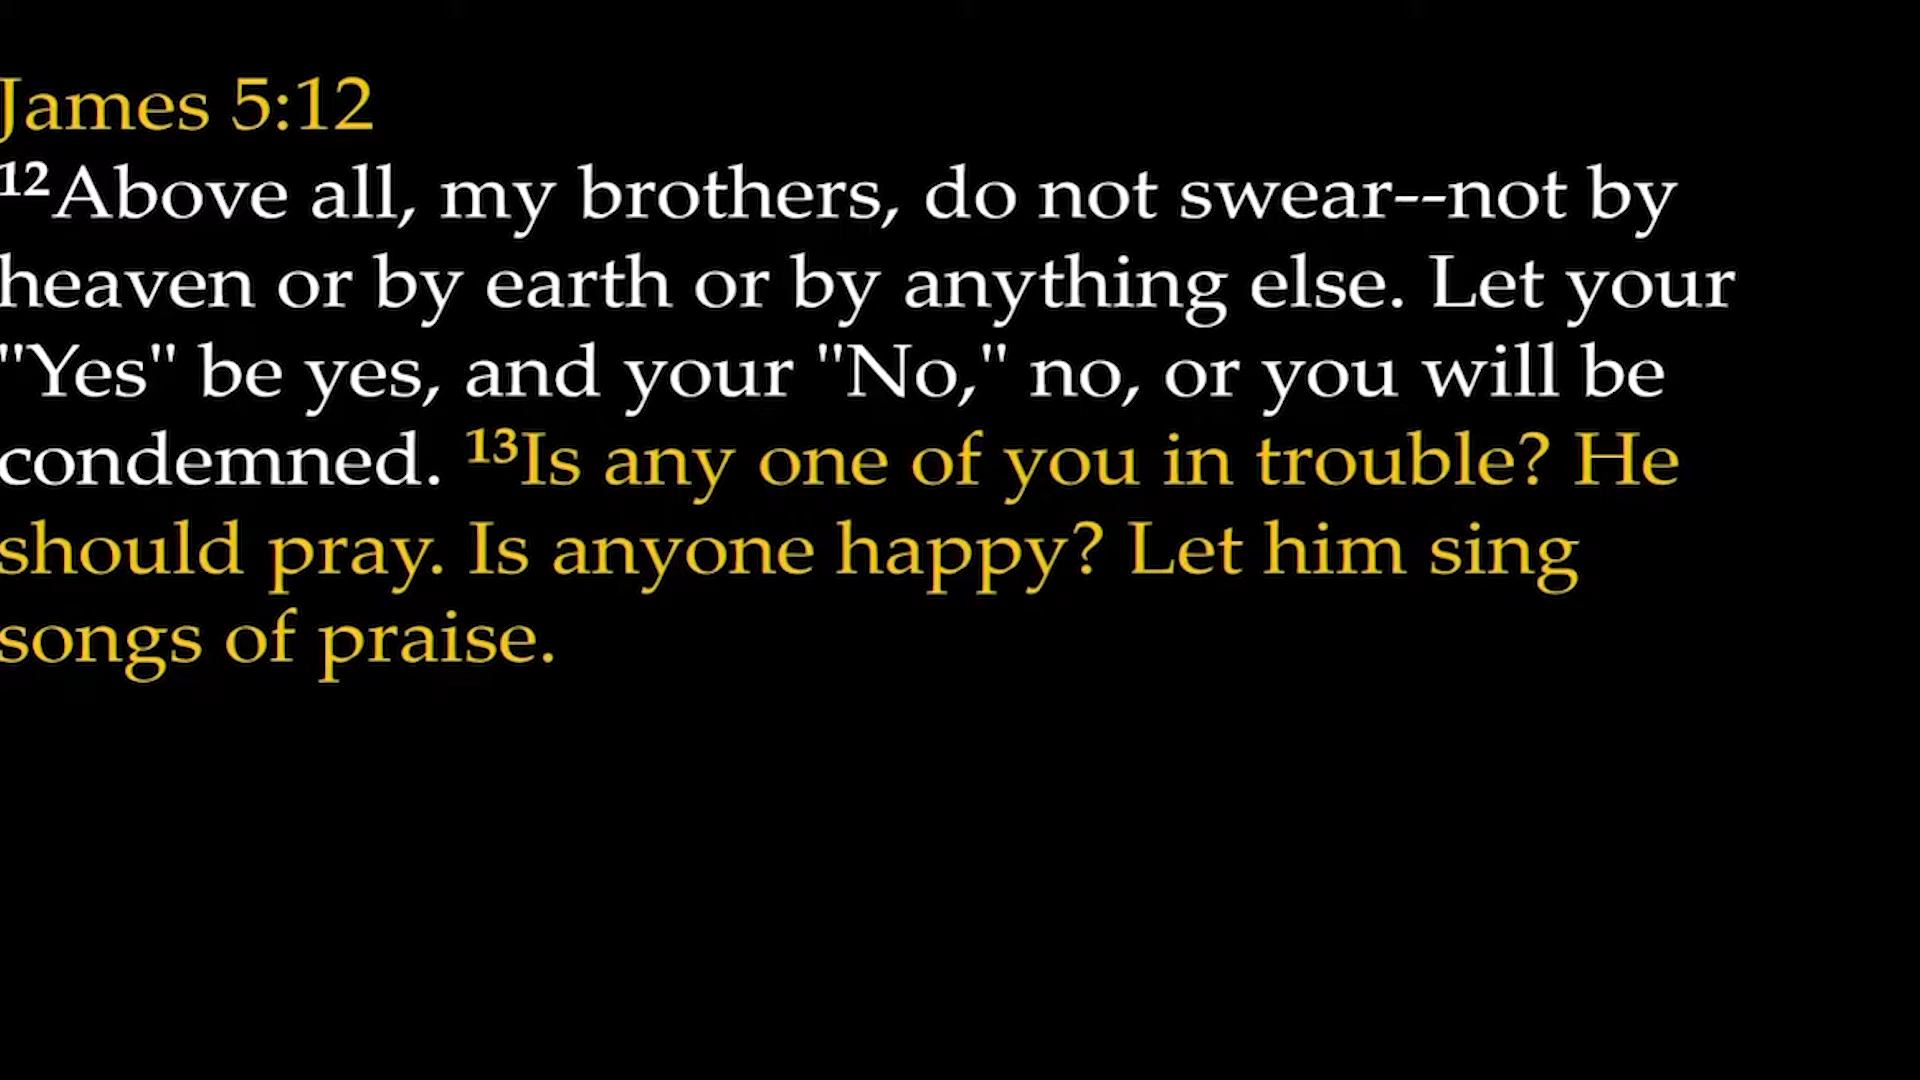 James 5:12
¹²Above all, my brothers, do not swear--not by
heaven or by earth or by anything else. Let your
"Yes" be yes, and your "No," no, or you will be
condemned. ¹³Is any one of you in trouble? He
should pray. Is anyone happy? Let him sing
songs of praise.